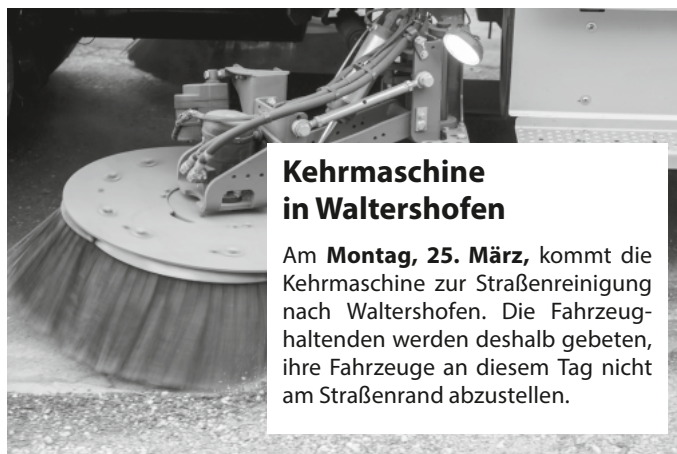 Kehrmaschine
in Waltershofen
Am Montag, 25. März, kommt die
Kehrmaschine zur Straßenreinigung
nach Waltershofen. Die Fahrzeug-
haltenden werden deshalb gebeten,
ihre Fahrzeuge an diesem Tag nicht
am Straßenrand abzustellen.